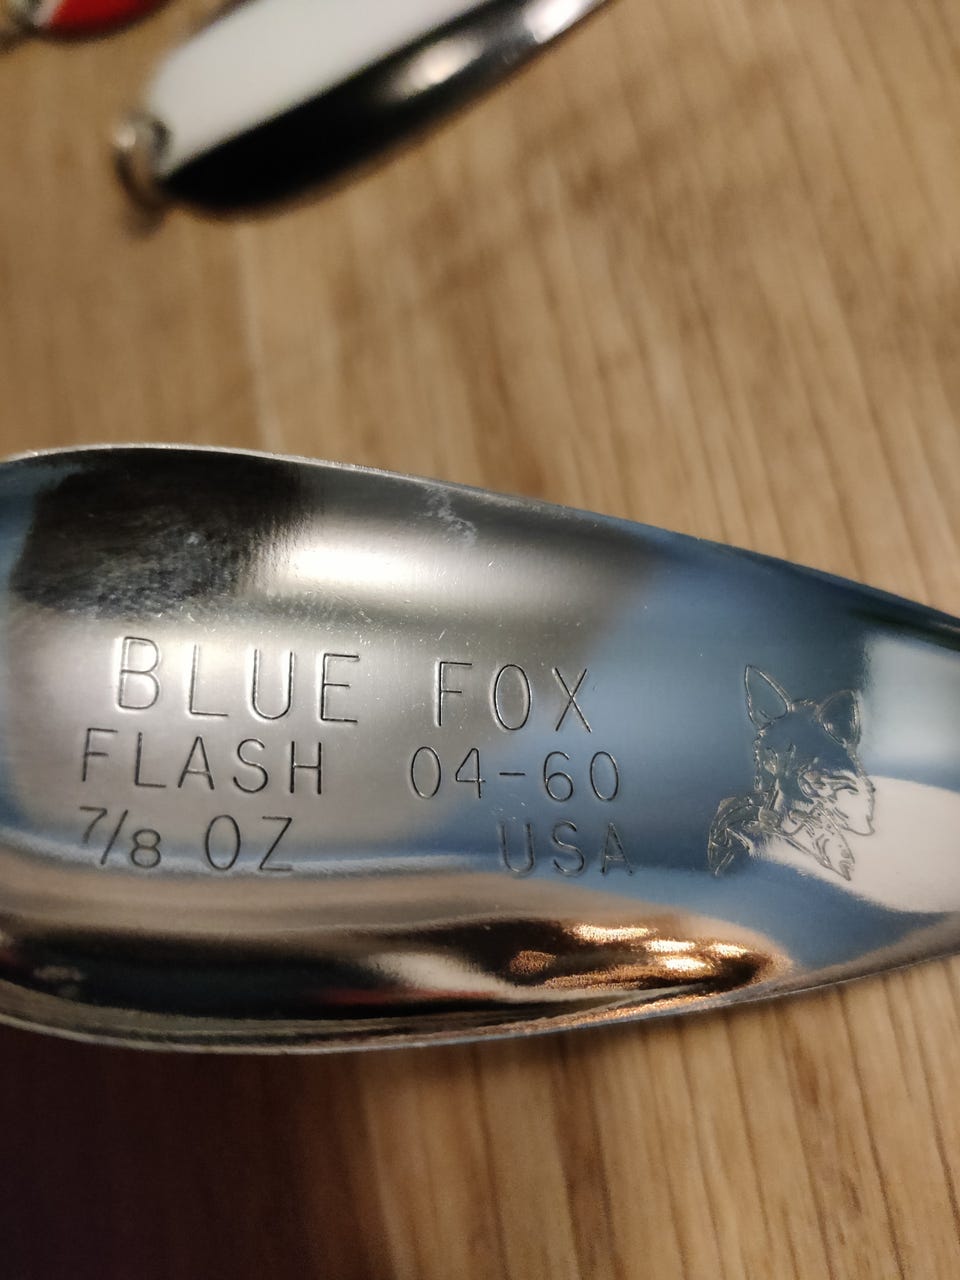 BLUE FOX
FLASH 04-60
7/8 OZ USA